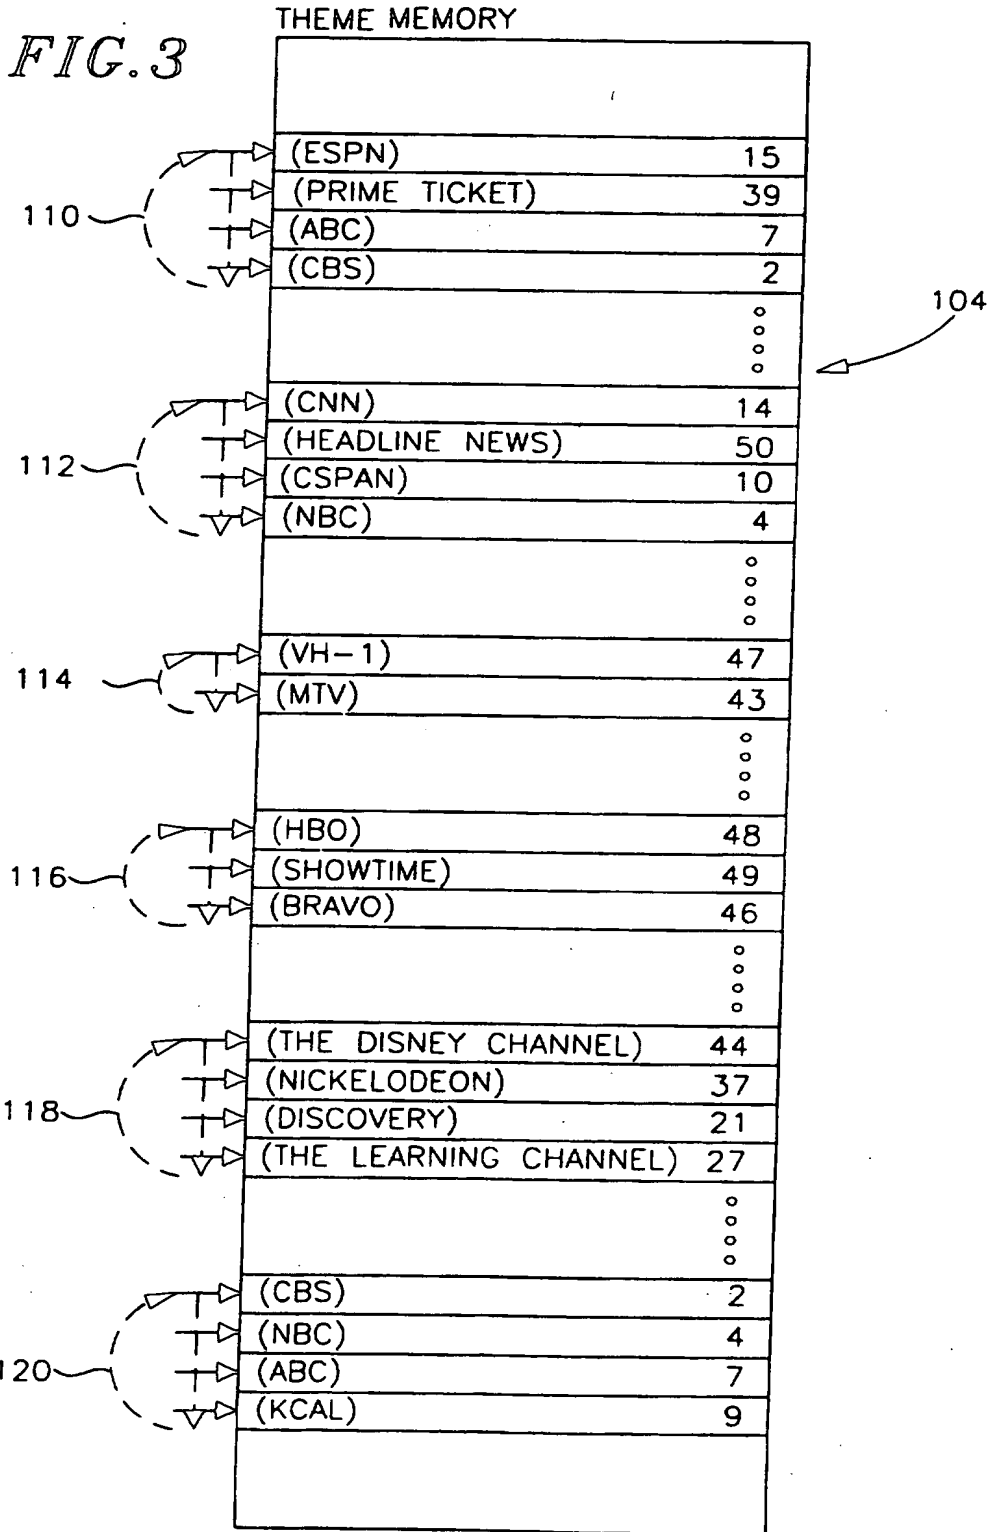 THEME MEMORY
FIG.3
(ESPN) 15
(PRIME TICKET) 39
110
(ABC) 7
(CBS) 2
104
(CNN) 14
(HEADLINE NEWS) 50
112
(CSPAN) 10
(NBC) 4
(VH-1) 47
114
(MTV) 43
(HBO) 48
116
(SHOWTIME) 49
(BRAVO) 46
(THE DISNEY CHANNEL) 44
(NICKELODEON) 37
118
(DISCOVERY) 21
(THE LEARNING CHANNEL) 27
(CBS) 2
(NBC) 4
120
(ABC) 7
(KCAL) 9